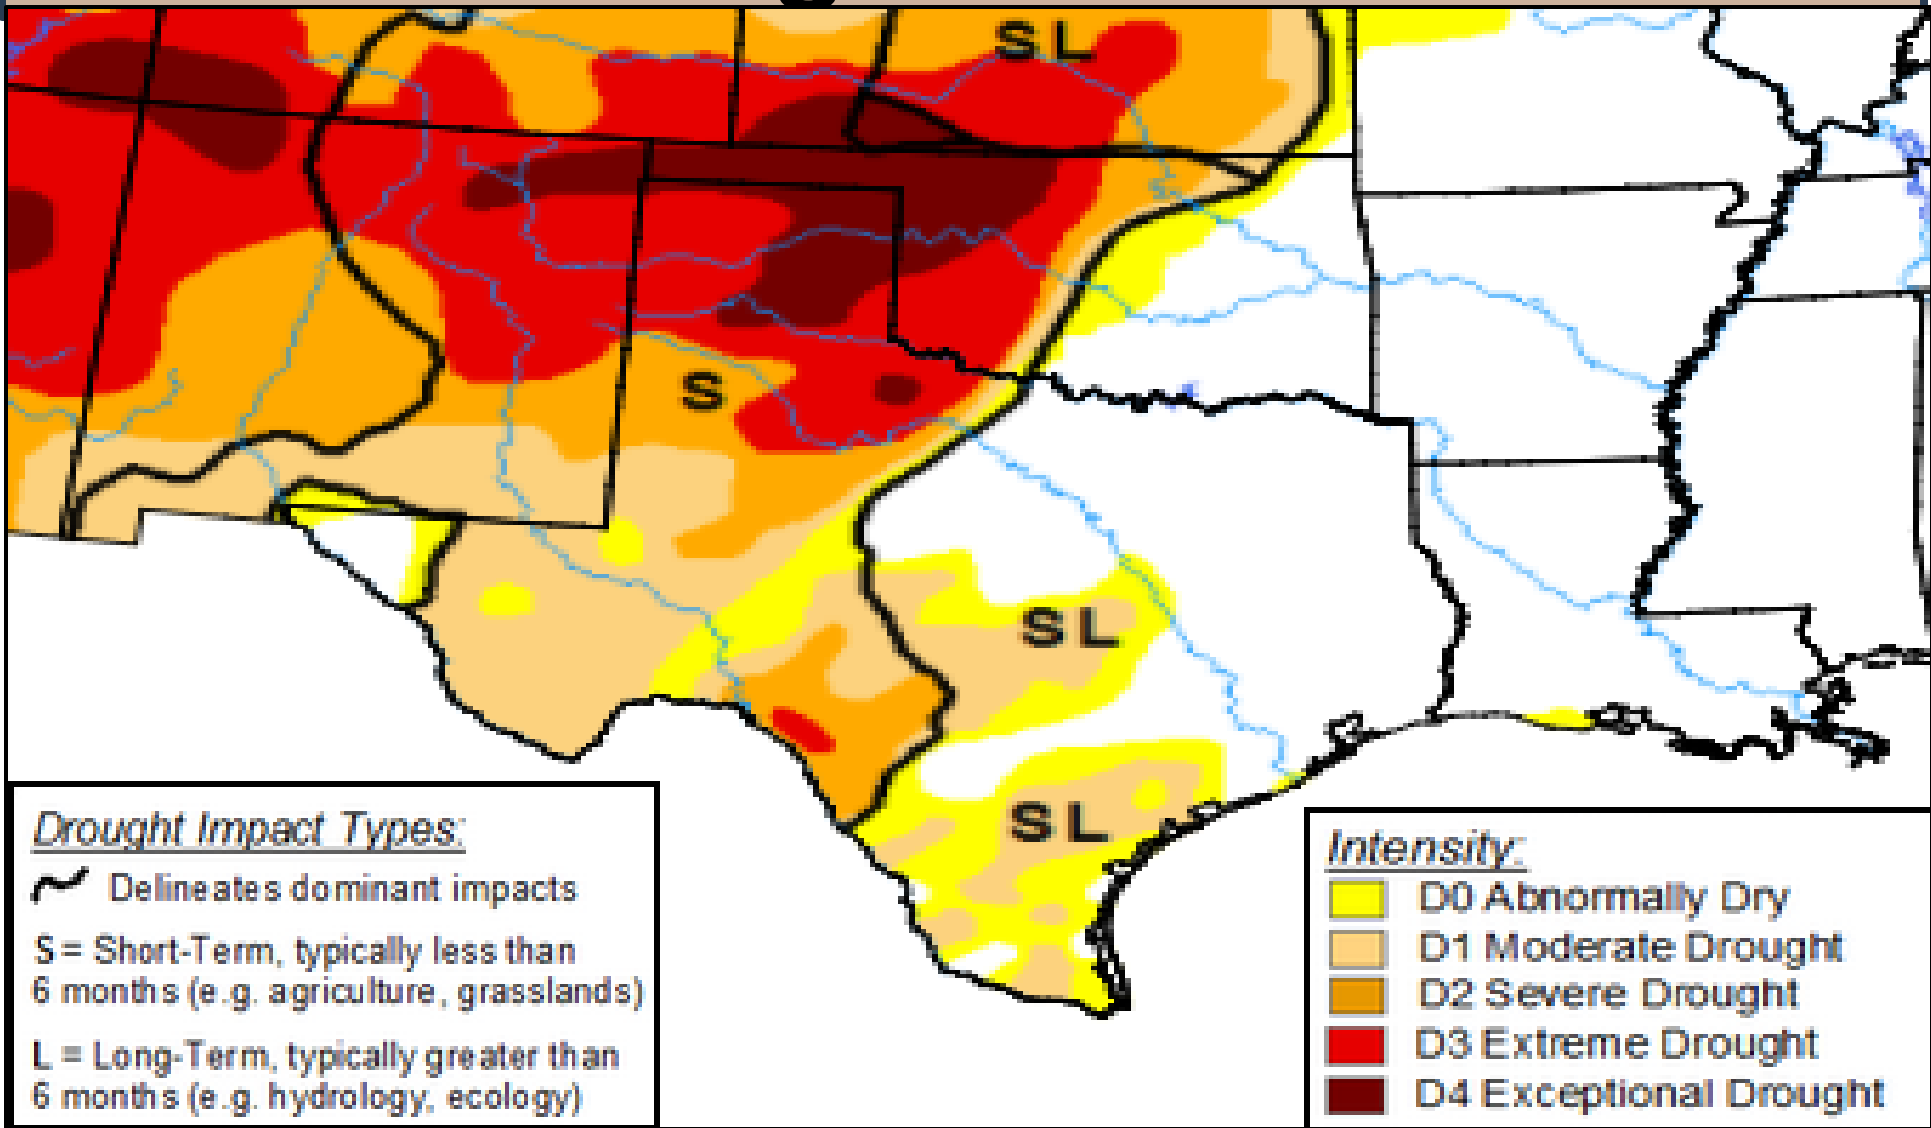 SL
S
SL
SL
Drought Impact Types:
Delineates dominant impacts
S = Short-Term, typically less than
6 months (e.g. agriculture, grasslands)
L = Long-Term, typically greater than
6 months (e.g. hydrology, ecology)
Intensity:
D0 Abnormally Dry
D1 Moderate Drought
D2 Severe Drought
D3 Extreme Drought
D4 Exceptional Drought